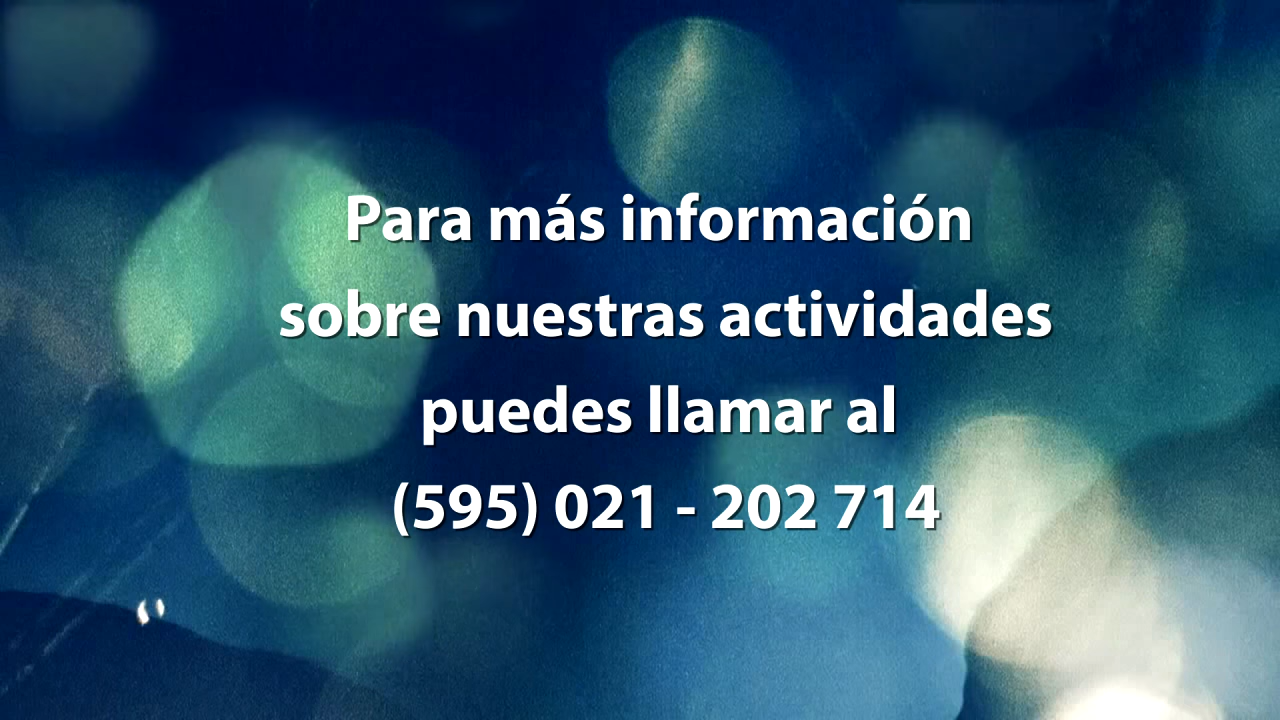 Para más información
sobre nuestras actividades
puedes llamar al
(595) 021 - 202 714